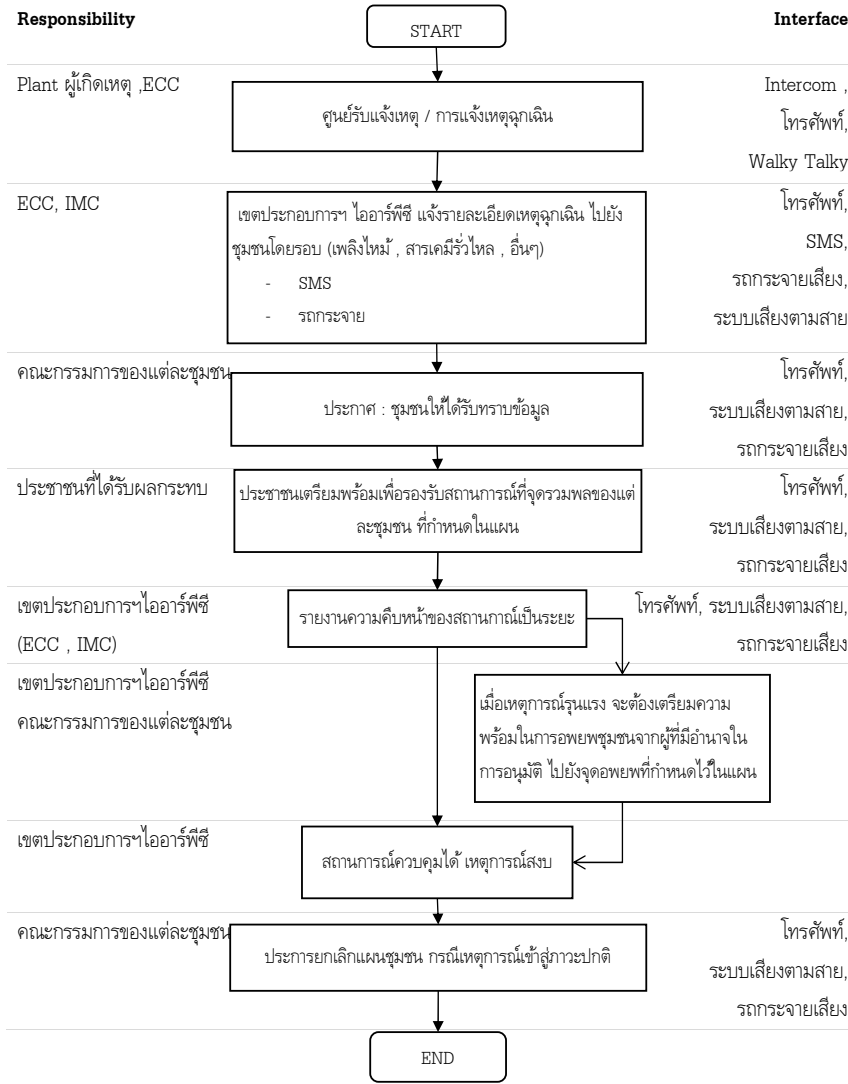 Responsibility
START
Interface
Plant ผู้เกิดเหตุ ,ECC
ศูนย์รับแจ้งเหตุ / การแจ้งเหตุฉุกเฉิน
Intercom ,
โทรศัพท์,
Walky Talky
ECC, IMC
เขตประกอบการฯ ไออาร์พีซี แจ้งรายละเอียดเหตุฉุกเฉิน ไปยัง
ชุมชนโดยรอบ (เพลิงไหม้ , สารเคมีรั่วไหล , อื่นๆ)
- SMS
- รถกระจาย
โทรศัพท์,
SMS,
รถกระจายเสียง,
ระบบเสียงตามสาย
คณะกรรมการของแต่ละชุมชน
ประกาศ : ชุมชนให้ได้รับทราบข้อมูล
โทรศัพท์,
ระบบเสียงตามสาย,
รถกระจายเสียง
ประชาชนที่ได้รับผลกระทบ
ประชาชนเตรียมพร้อมเพื่อรองรับสถานการณ์ที่จุดรวมพลของแต่
ละชุมชน ที่กำหนดในแผน
โทรศัพท์,
ระบบเสียงตามสาย,
รถกระจายเสียง
เขตประกอบการฯไออาร์พีซี
(ECC , IMC)
รายงานความคืบหน้าของสถานกาณ์เป็นระยะ
โทรศัพท์, ระบบเสียงตามสาย,
รถกระจายเสียง
เขตประกอบการฯไออาร์พีซี
คณะกรรมการของแต่ละชุมชน
เมื่อเหตุการณ์รุนแรง จะต้องเตรียมความ
พร้อมในการอพยพชุมชนจากผู้ที่มีอำนาจใน
การอนุมัติ ไปยังจุดอพยพที่กำหนดไว้ในแผน
เขตประกอบการฯไออาร์พีซี
สถานการณ์ควบคุมได้ เหตุการณ์สงบ
คณะกรรมการของแต่ละชุมชน
ประการยกเลิกแผนชุมชน กรณีเหตุการณ์เข้าสู่ภาวะปกติ
โทรศัพท์,
ระบบเสียงตามสาย,
รถกระจายเสียง
END